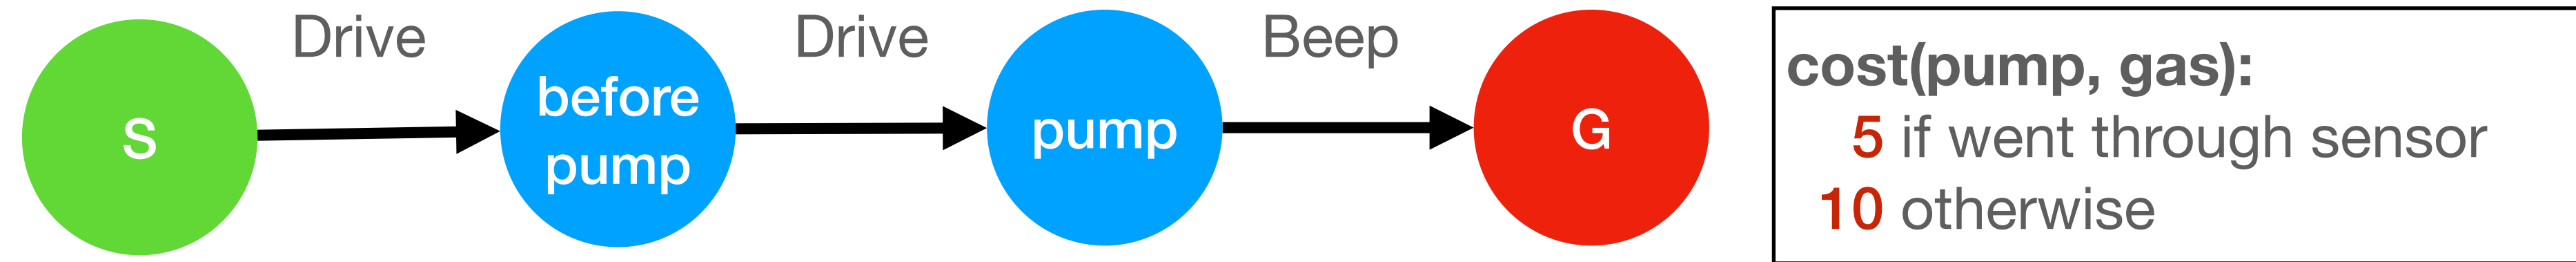 Drive
Drive
Beep
S
before
pump
pump
G
cost(pump, gas):
5 if went through sensor
10 otherwise